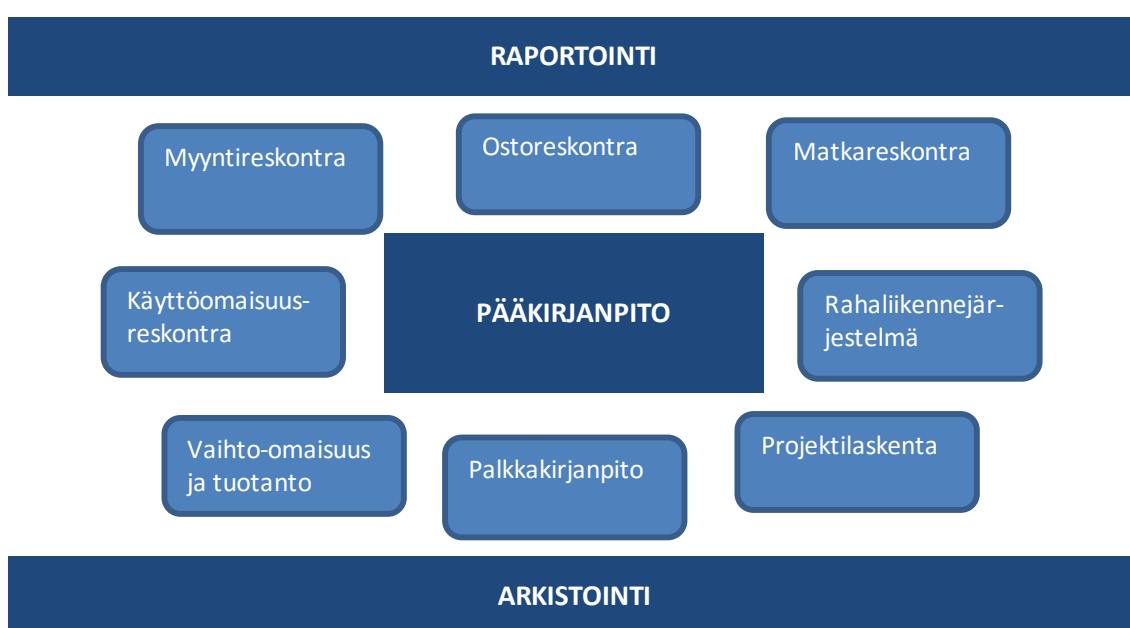 RAPORTOINTI
Myyntireskontra
Ostoreskontra
Matkareskontra
Käyttöomaisuus-
reskontra
PÄÄKIRJANPITO
Rahaliikennejär-
jestelmä
Vaihto-omaisuus
ja tuotanto
Palkkakirjanpito
Projektilaskenta
ARKISTOINTI